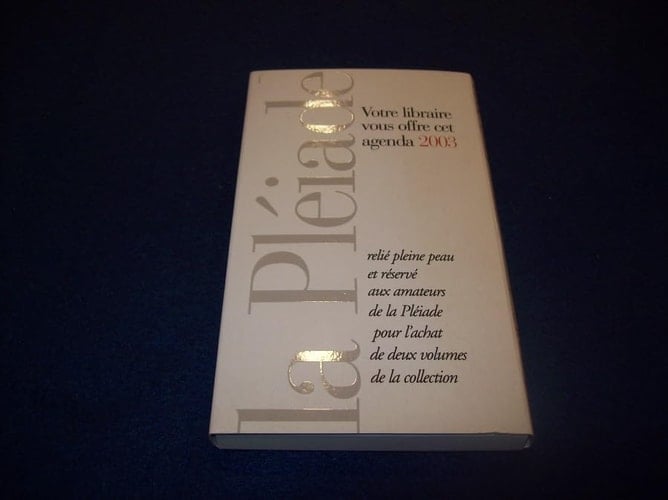 la Pléiade
Votre libraire
vous offre cet
agenda 2003
relié pleine peau
et réservé
aux amateurs
de la Pléiade
pour l'achat
de deux volumes
de la collection